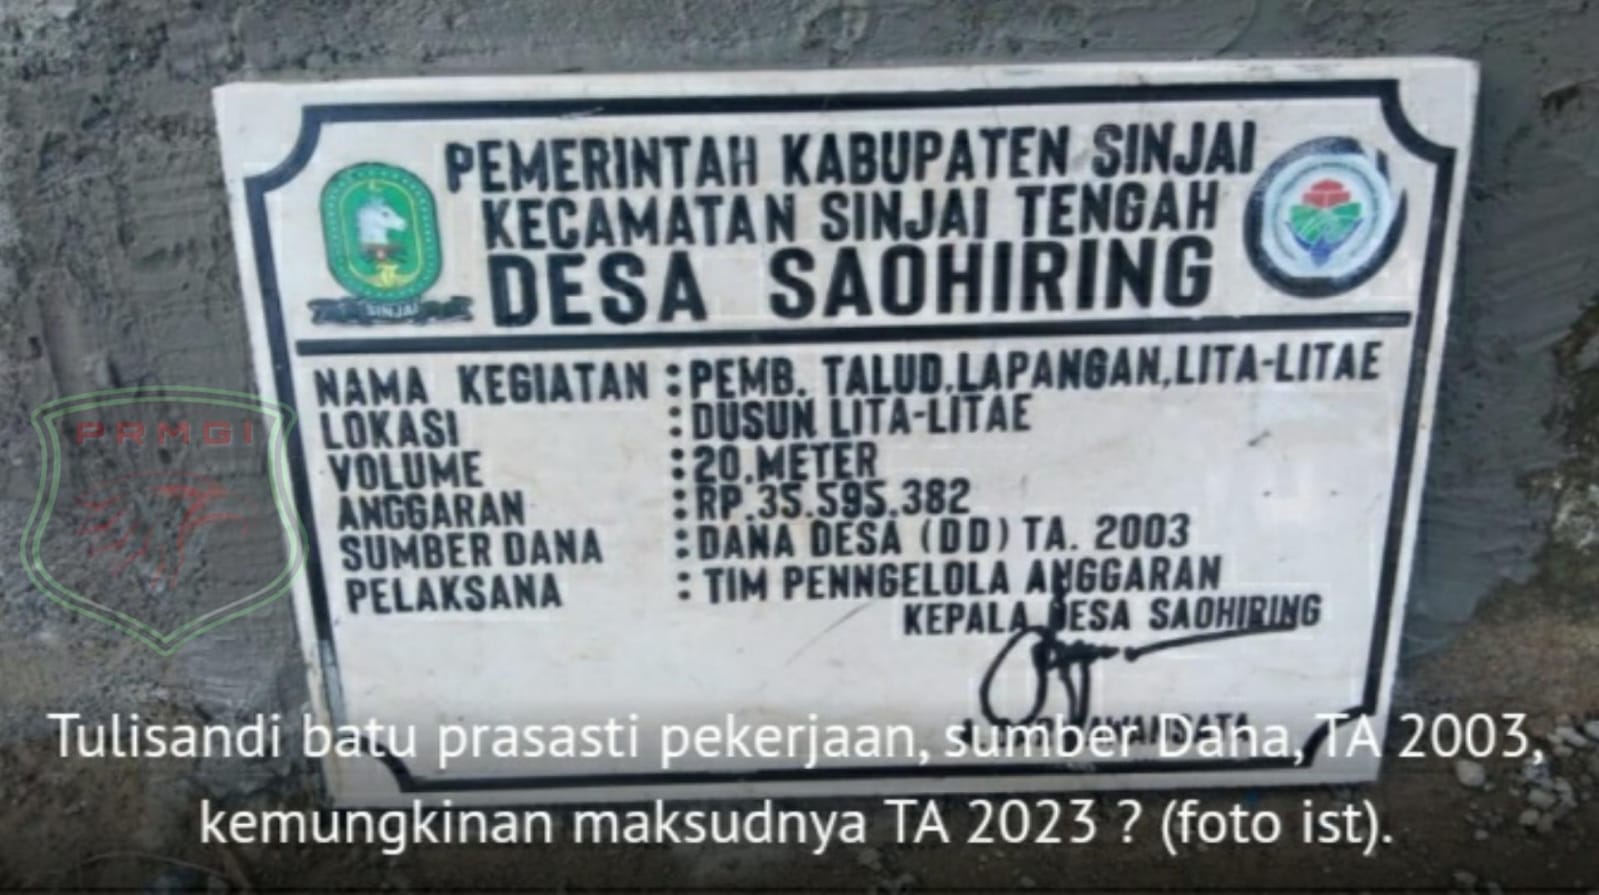 PEMERINTAH KABUPATEN SINJAI
KECAMATAN SINJAI TENGAH
DESA SAOHIRING
SINJAI
NAMA KEGIATAN : PEMB. TALUD.LAPANGAN,LITA-LITAE
LOKASI : DUSUN LITA-LITAE
VOLUME : 20.METER
ANGGARAN : RP.35.595.382
SUMBER DANA : DANA DESA (DD) TA. 2003
PELAKSANA : TIM PENNGELOLA ANGGARAN
KEPALA DESA SAOHIRING
PRMGI
Tulisandi batu prasasti pekerjaan, sumber Dana, TA 2003,
kemungkinan maksudnya TA 2023 ? (foto ist).